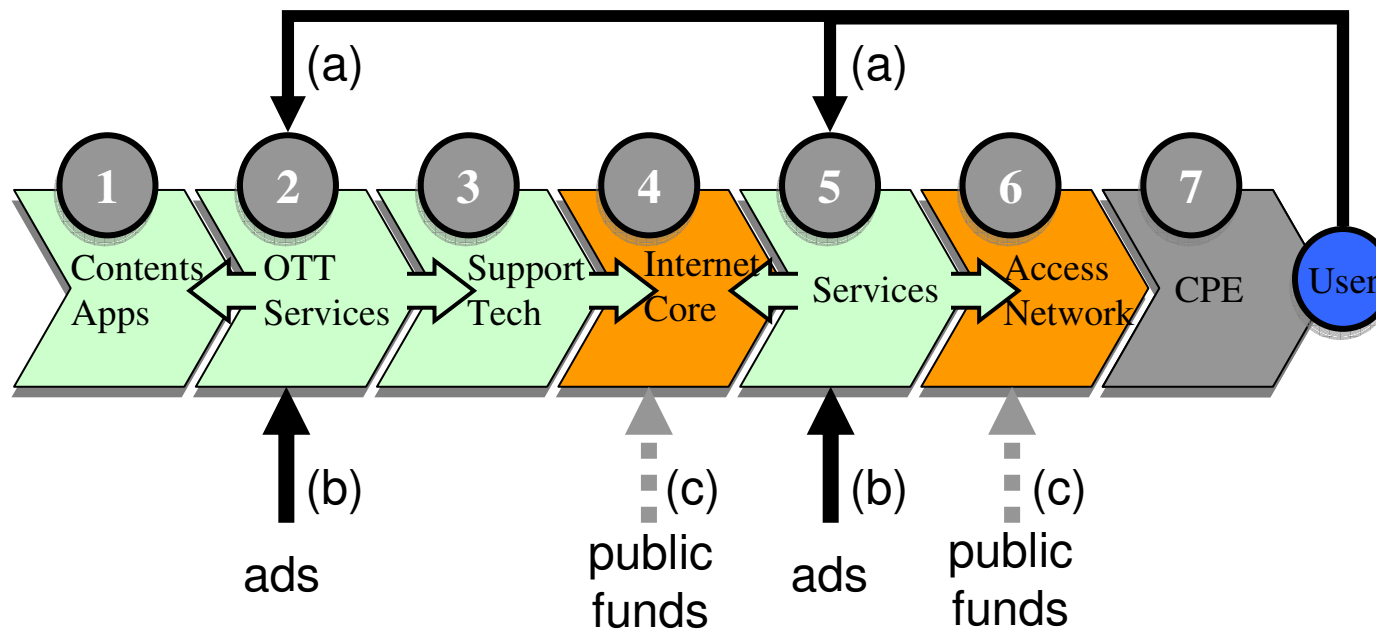 (a)
(a)
1
2
3
4
5
6
7
Contents
Apps
OTT
Services
Support
Tech
Internet
Core
Services
Access
Network
CPE
User
(b)
(c)
(b)
(c)
ads
public
funds
ads
public
funds